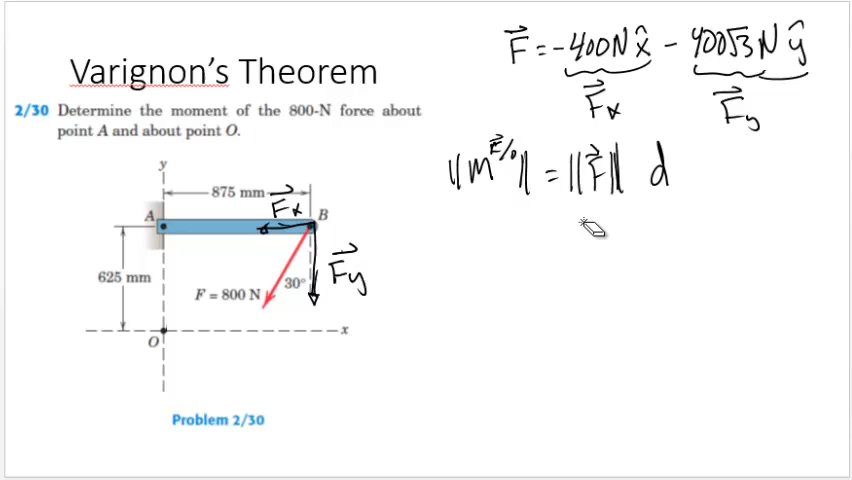 Varignon's Theorem
2/30 Determine the moment of the 800-N force about
point A and about point O.
y
875 mm
F⃗x
A
B
625 mm
30°
F⃗y
F = 800 N
x
O
Problem 2/30
F⃗ = -400N x̂ - 400√3 N ŷ
F⃗x
F⃗y
||m^F⃗/o|| = ||F⃗|| d